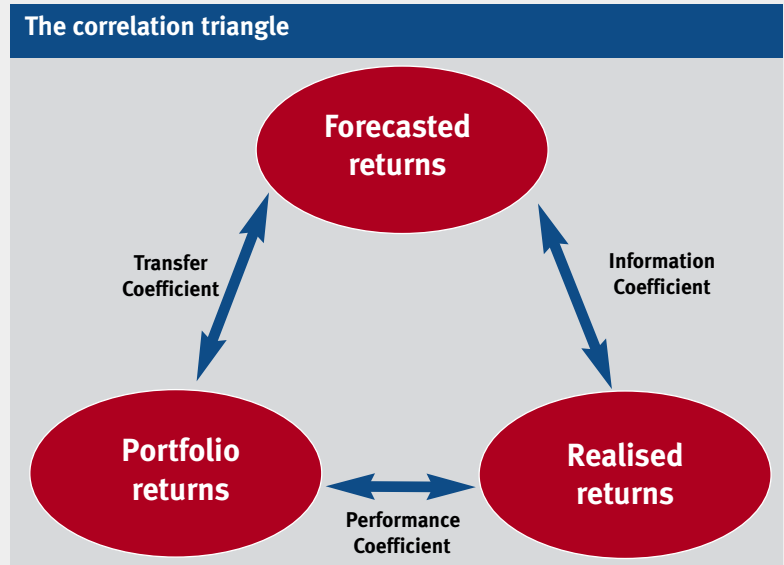 The correlation triangle
Forecasted
returns
Transfer
Coefficient
Information
Coefficient
Portfolio
returns
Realised
returns
Performance
Coefficient